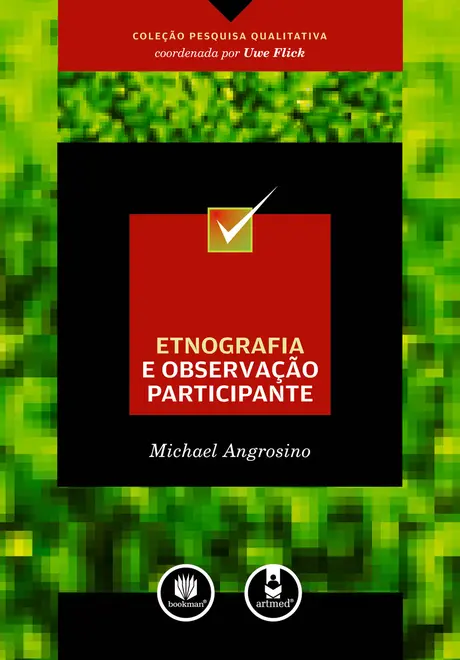 COLEÇÃO PESQUISA QUALITATIVA
coordenada por Uwe Flick
ETNOGRAFIA
E OBSERVAÇÃO
PARTICIPANTE
Michael Angrosino
bookman®
artmed®